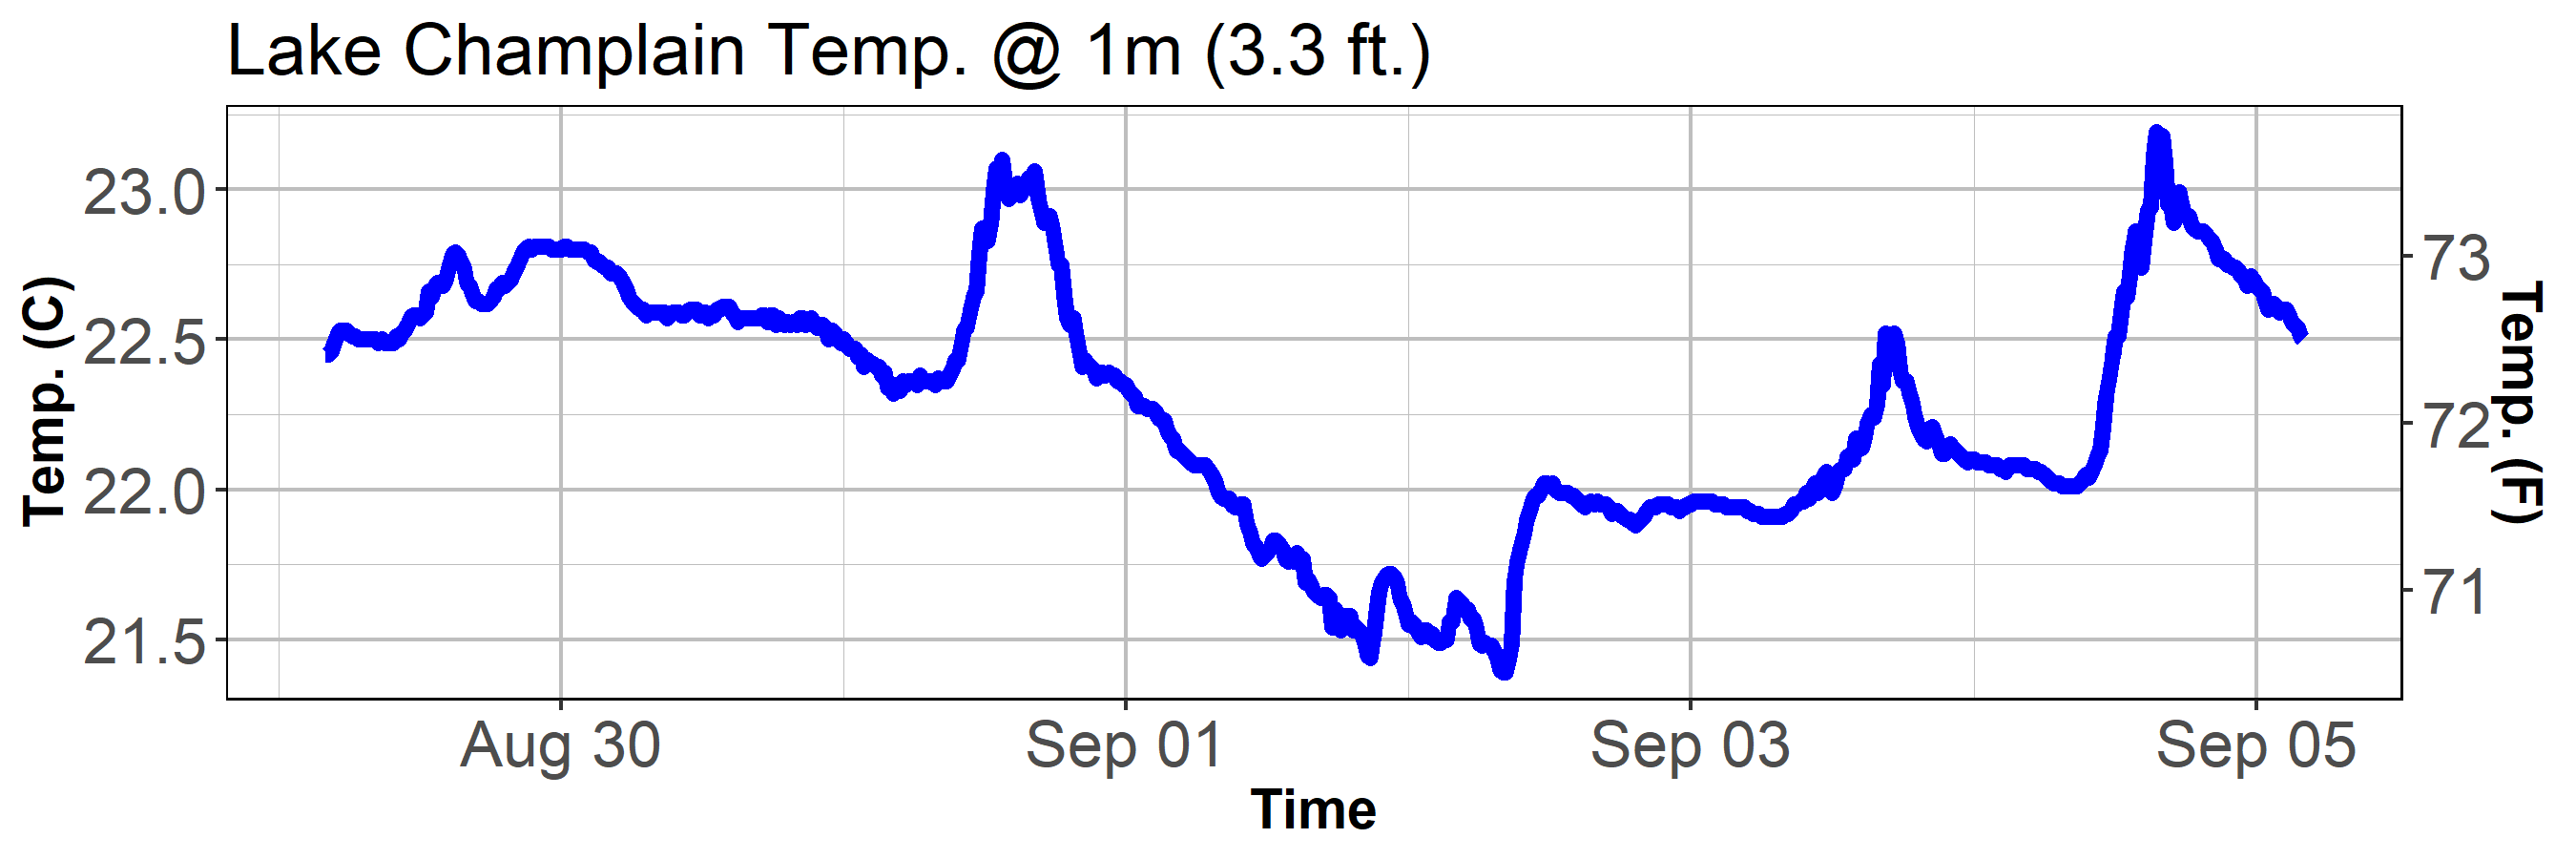 Lake Champlain Temp. @ 1m (3.3 ft.)
Temp. (C)
23.0
22.5
22.0
21.5
73
72
71
Temp. (F)
Aug 30 Sep 01 Sep 03 Sep 05
Time